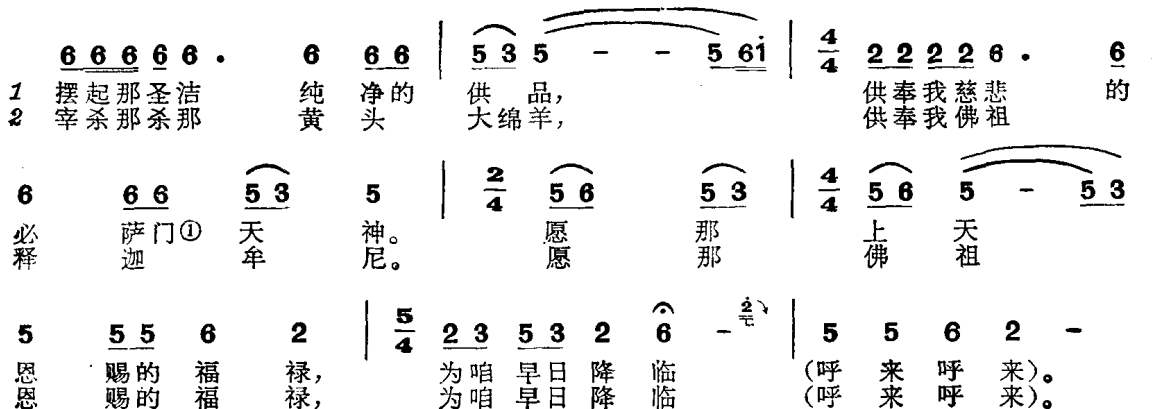 6 6 6 6 6 . 6 6 6 | 5 3 5 - - 5 6 1̇ | 4/4 2 2 2 2 6 . 6
1 摆起那圣洁 纯 净的 供 品, 供奉我慈悲 的
2 宰杀那杀那 黄 头 大绵羊, 供奉我佛祖
6 6 6 5 3 5 | 2/4 5 6 5 3 | 4/4 5 6 5 - 5 3
必 萨门① 天 神。 愿 那 上 天
释 迦 牟 尼。 愿 那 佛 祖
5 5 5 6 2 | 5/4 2 3 5 3 2 6 - 2̇ | 5 5 6 2 -
恩 赐的 福 禄, 为咱 早日 降 临 (呼 来 呼 来)。
恩 赐的 福 禄, 为咱 早日 降 临 (呼 来 呼 来)。